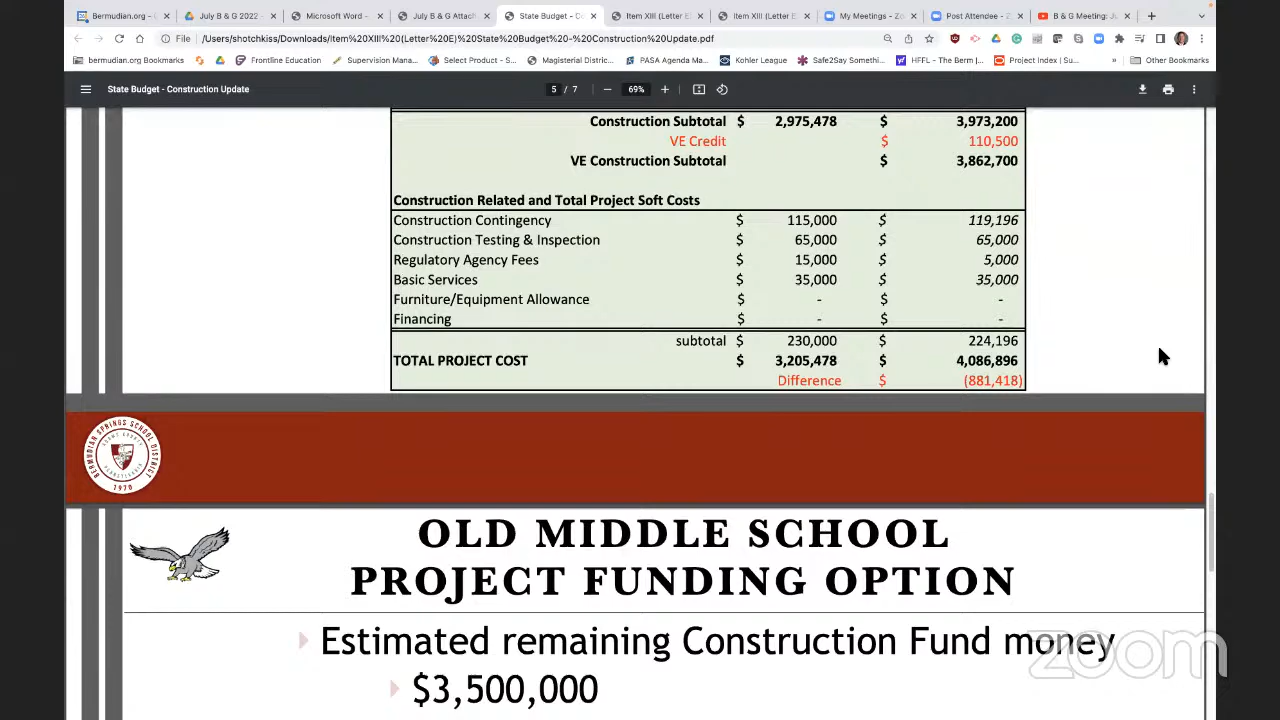 Bermudian.org -
July B & G 2022 -
Microsoft Word -
July B & G Attach
State Budget - C
Item XIII (Letter E
Item XIII (Letter E
My Meetings - Zo
Post Attendee - Z
B & G Meeting: Ju
File /Users/shotchkiss/Downloads/Item%20XIII%20(Letter%20E)%20State%20Budget%20-%20Construction%20Update.pdf
bermudian.org Bookmarks
Frontline Education
Supervision Mana...
Select Product - S...
Magisterial Distric...
PASA Agenda Ma...
Kohler League
Safe2Say Somethi...
HFFL - The Berm |...
Project Index | Su...
» Other Bookmarks
State Budget - Construction Update
5 / 7 — 69% +
Construction Subtotal $ 2,975,478 $ 3,973,200
VE Credit $ 110,500
VE Construction Subtotal $ 3,862,700
Construction Related and Total Project Soft Costs
Construction Contingency $ 115,000 $ 119,196
Construction Testing & Inspection $ 65,000 $ 65,000
Regulatory Agency Fees $ 15,000 $ 5,000
Basic Services $ 35,000 $ 35,000
Furniture/Equipment Allowance $ - $ -
Financing $ - $ -
subtotal $ 230,000 $ 224,196
TOTAL PROJECT COST $ 3,205,478 $ 4,086,896
Difference $ (881,418)
BERMUDIAN SPRINGS SCHOOL DISTRICT
1970
OLD MIDDLE SCHOOL
PROJECT FUNDING OPTION
Estimated remaining Construction Fund money
$3,500,000
zoom